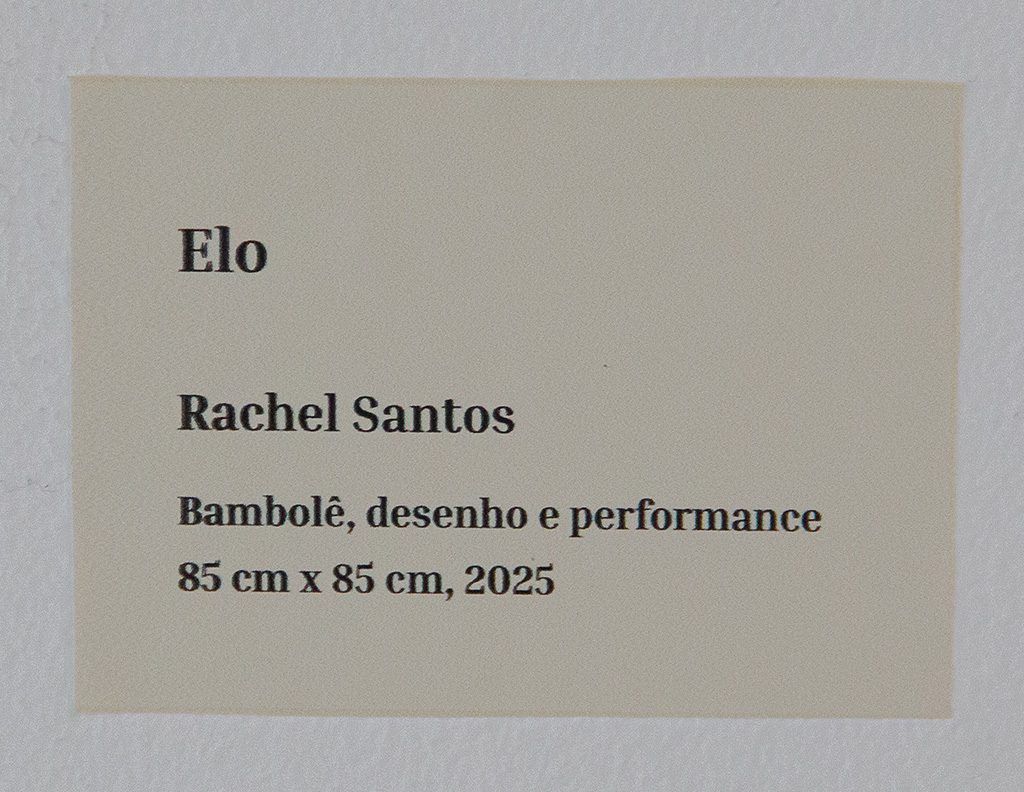 Elo
Rachel Santos
Bambolê, desenho e performance
85 cm x 85 cm, 2025